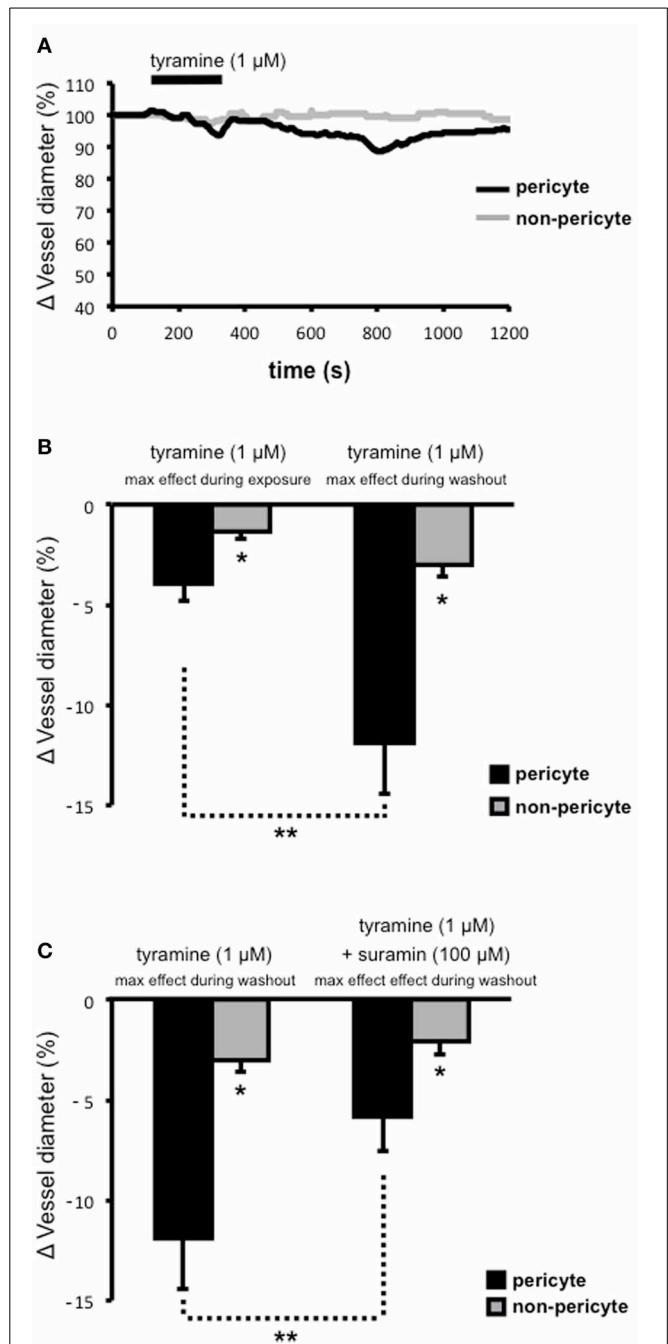 A
tyramine (1 µM)
Δ Vessel diameter (%)
110
100
90
80
70
60
50
40
pericyte
non-pericyte
0 200 400 600 800 1000 1200
time (s)
B
tyramine (1 µM) tyramine (1 µM)
max effect during exposure max effect during washout
Δ Vessel diameter (%)
0
- 5
-10
-15
*
*
**
pericyte
non-pericyte
C
tyramine (1 µM)
tyramine (1 µM) + suramin (100 µM)
max effect during washout max effect effect during washout
Δ Vessel diameter (%)
0
- 5
-10
-15
*
*
**
pericyte
non-pericyte